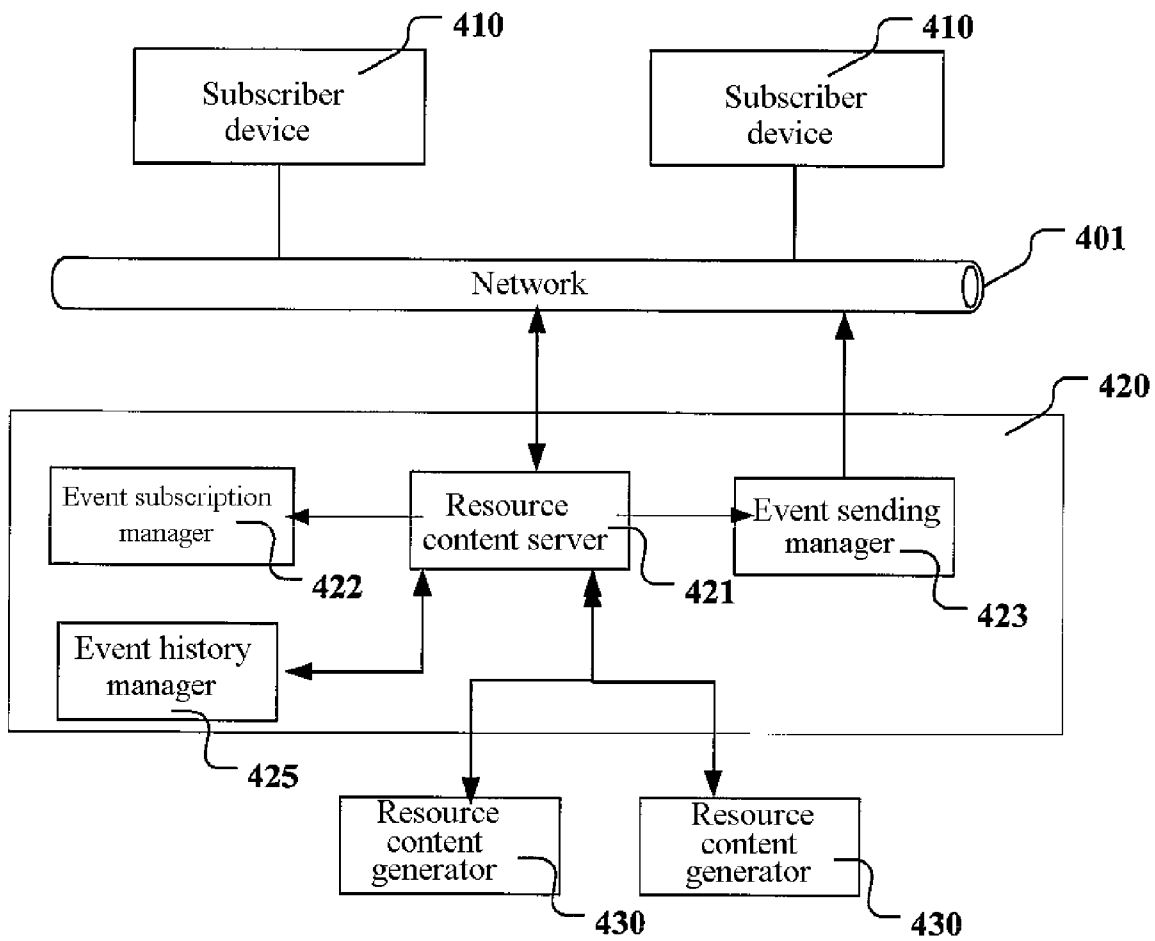 410
410
Subscriber
device
Subscriber
device
401
Network
420
Event subscription
manager
Resource
content server
Event sending
manager
422
421
423
Event history
manager
425
Resource
content
generator
Resource
content
generator
430
430